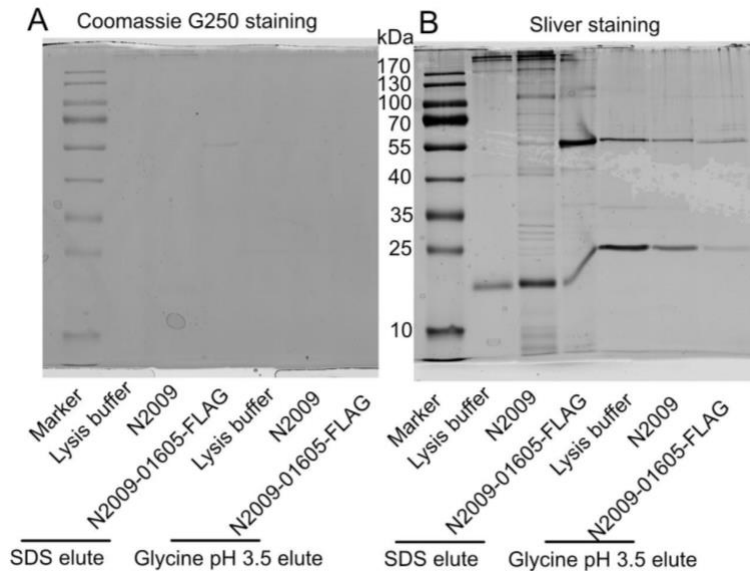 A Coomassie G250 staining
B Sliver staining
kDa
170
130
100
70
55
40
35
25
10
Marker
Lysis buffer
N2009
N2009-01605-FLAG
Lysis buffer
N2009
N2009-01605-FLAG
SDS elute
Glycine pH 3.5 elute
Marker
Lysis buffer
N2009
N2009-01605-FLAG
Lysis buffer
N2009
N2009-01605-FLAG
SDS elute
Glycine pH 3.5 elute